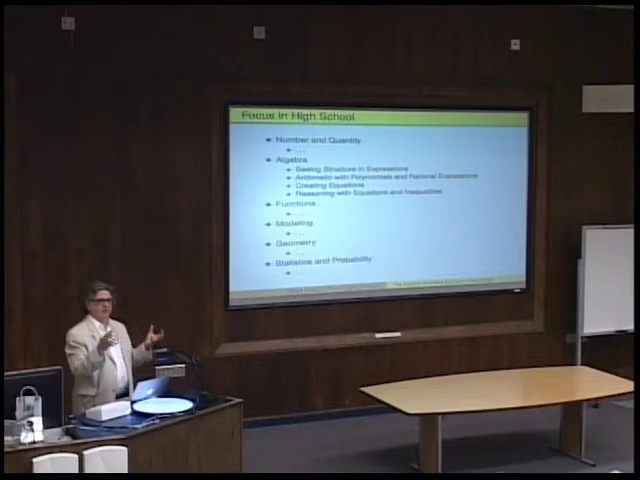 Focus in High School
Number and Quantity
...
Algebra
Seeing Structure in Expressions
Arithmetic with Polynomials and Rational Expressions
Creating Equations
Reasoning with Equations and Inequalities
Functions
...
Modeling
...
Geometry
...
Statistics and Probability
...